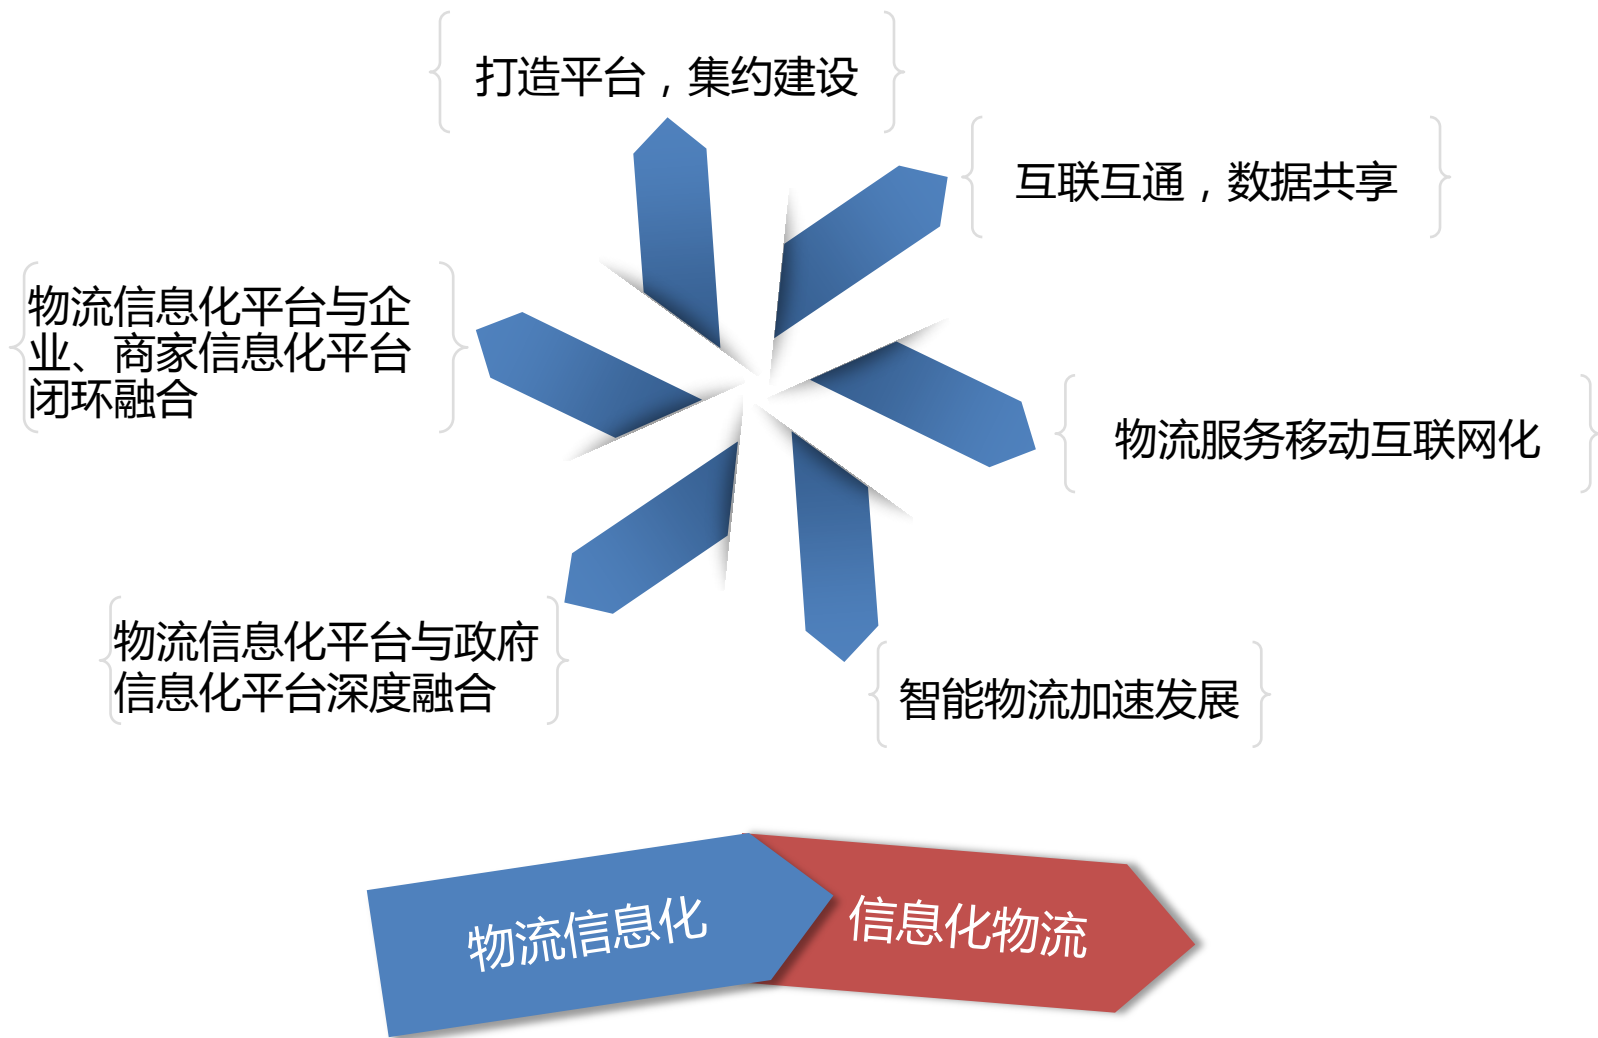 打造平台，集约建设
互联互通，数据共享
物流信息化平台与企
业、商家信息化平台
闭环融合
物流服务移动互联网化
物流信息化平台与政府
信息化平台深度融合
智能物流加速发展
物流信息化
信息化物流